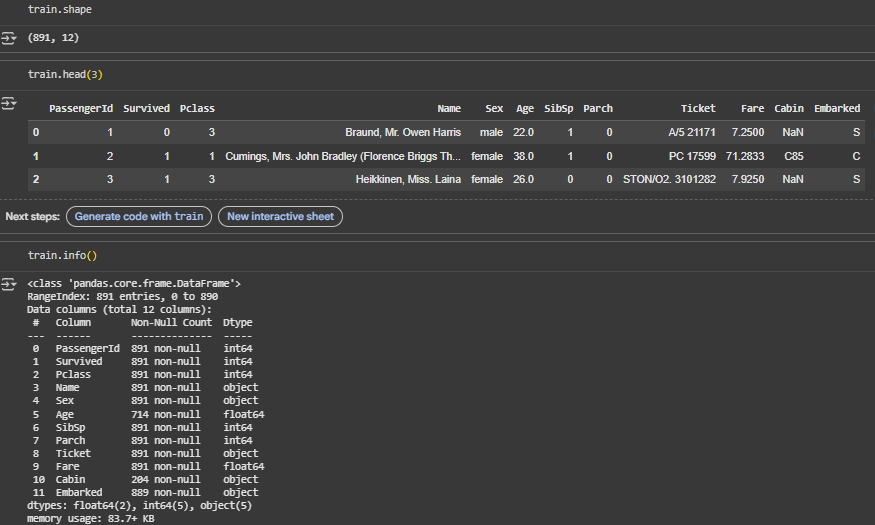 train.shape
(891, 12)
train.head(3)
PassengerId Survived Pclass Name Sex Age SibSp Parch Ticket Fare Cabin Embarked
0 1 0 3 Braund, Mr. Owen Harris male 22.0 1 0 A/5 21171 7.2500 NaN S
1 2 1 1 Cumings, Mrs. John Bradley (Florence Briggs Th... female 38.0 1 0 PC 17599 71.2833 C85 C
2 3 1 3 Heikkinen, Miss. Laina female 26.0 0 0 STON/O2. 3101282 7.9250 NaN S
Next steps: Generate code with train New interactive sheet
train.info()
<class 'pandas.core.frame.DataFrame'>
RangeIndex: 891 entries, 0 to 890
Data columns (total 12 columns):
# Column Non-Null Count Dtype
--- ------ -------------- -----
0 PassengerId 891 non-null int64
1 Survived 891 non-null int64
2 Pclass 891 non-null int64
3 Name 891 non-null object
4 Sex 891 non-null object
5 Age 714 non-null float64
6 SibSp 891 non-null int64
7 Parch 891 non-null int64
8 Ticket 891 non-null object
9 Fare 891 non-null float64
10 Cabin 204 non-null object
11 Embarked 889 non-null object
dtypes: float64(2), int64(5), object(5)
memory usage: 83.7+ KB